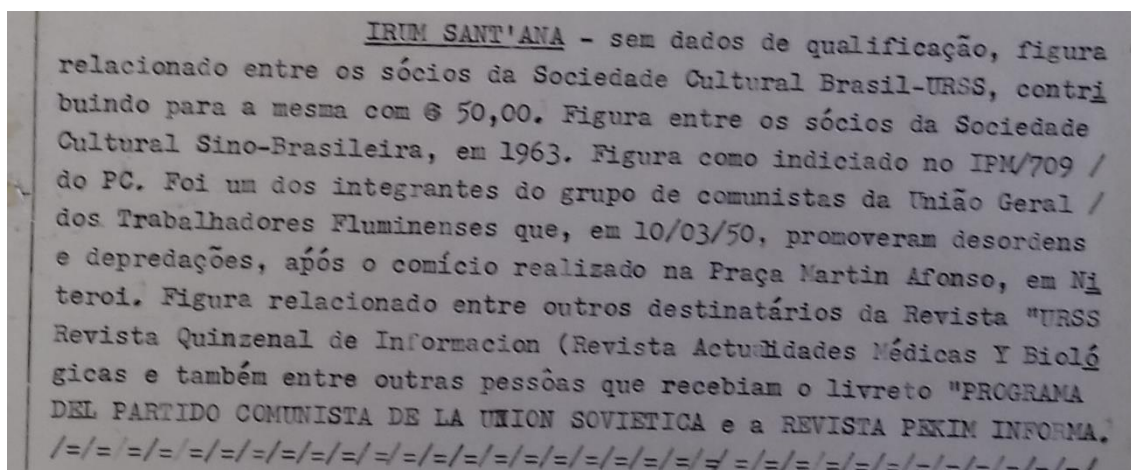 IRUM SANT'ANA - sem dados de qualificação, figura
relacionado entre os sócios da Sociedade Cultural Brasil-URSS, contri
buindo para a mesma com ₢ 50,00. Figura entre os sócios da Sociedade
Cultural Sino-Brasileira, em 1963. Figura como indiciado no IPM/709 /
do PC. Foi um dos integrantes do grupo de comunistas da União Geral /
dos Trabalhadores Fluminenses que, em 10/03/50, promoveram desordens
e depredações, após o comício realizado na Praça Martin Afonso, em Ni
teroi. Figura relacionado entre outros destinatários da Revista "URSS
Revista Quinzenal de Informacion (Revista Actualidades Médicas Y Bioló
gicas e também entre outras pessôas que recebiam o livreto "PROGRAMA
DEL PARTIDO COMUNISTA DE LA UNION SOVIETICA e a REVISTA PEKIM INFORMA.
/=/=/=/=/=/=/=/=/=/=/=/=/=/=/=/=/=/=/=/=/=/=/=/=/=/=/=/=/=/